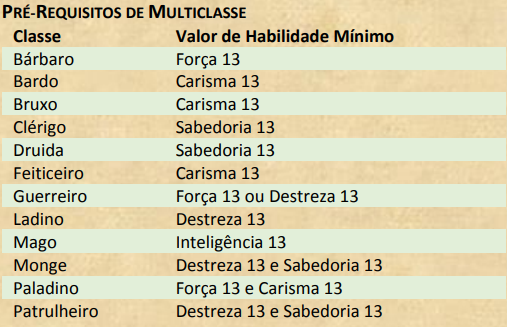 PRÉ-REQUISITOS DE MULTICLASSE
Classe Valor de Habilidade Mínimo
Bárbaro Força 13
Bardo Carisma 13
Bruxo Carisma 13
Clérigo Sabedoria 13
Druida Sabedoria 13
Feiticeiro Carisma 13
Guerreiro Força 13 ou Destreza 13
Ladino Destreza 13
Mago Inteligência 13
Monge Destreza 13 e Sabedoria 13
Paladino Força 13 e Carisma 13
Patrulheiro Destreza 13 e Sabedoria 13